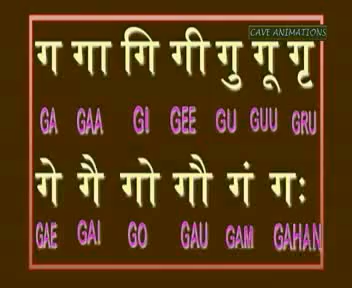 CAVE ANIMATIONS
ग गा गि गी गु गू गृ
GA GAA GI GEE GU GUU GRU
गे गै गो गौ गं गः
GAE GAI GO GAU GAM GAHAN